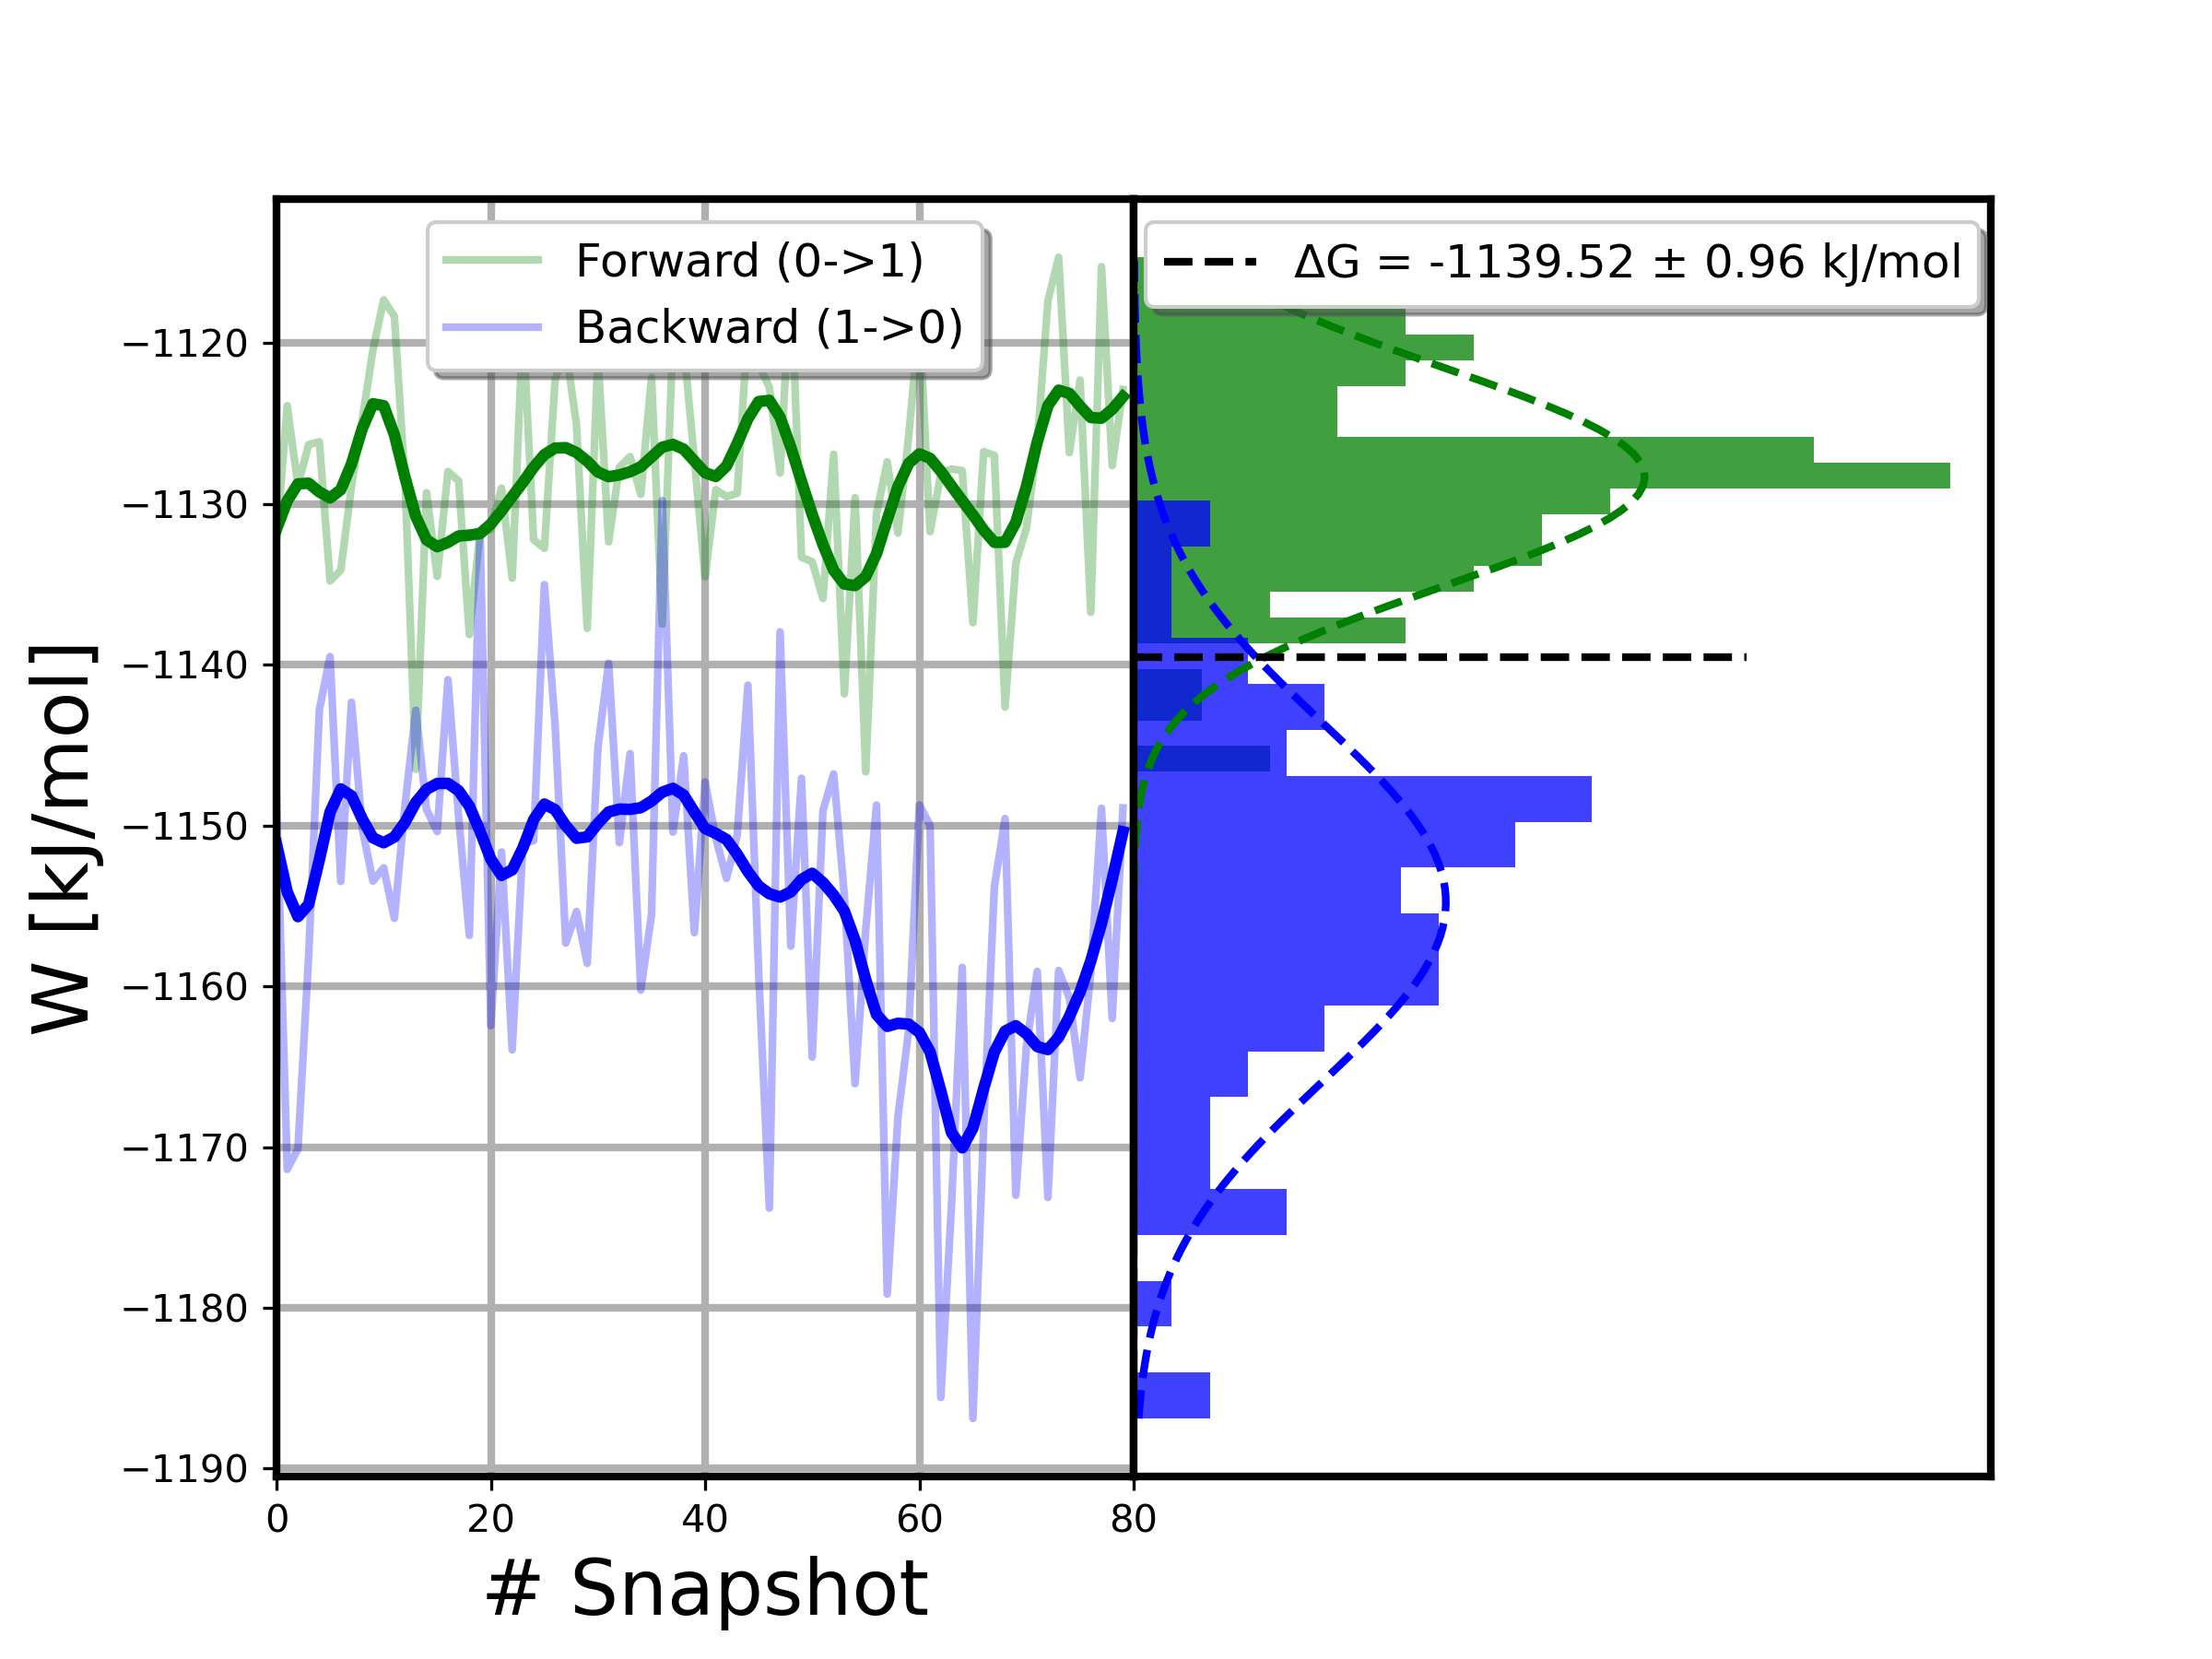 Forward (0->1)
Backward (1->0)
ΔG = -1139.52 ± 0.96 kJ/mol
−1120
−1130
−1140
−1150
−1160
−1170
−1180
−1190
W [kJ/mol]
0 20 40 60 80
# Snapshot